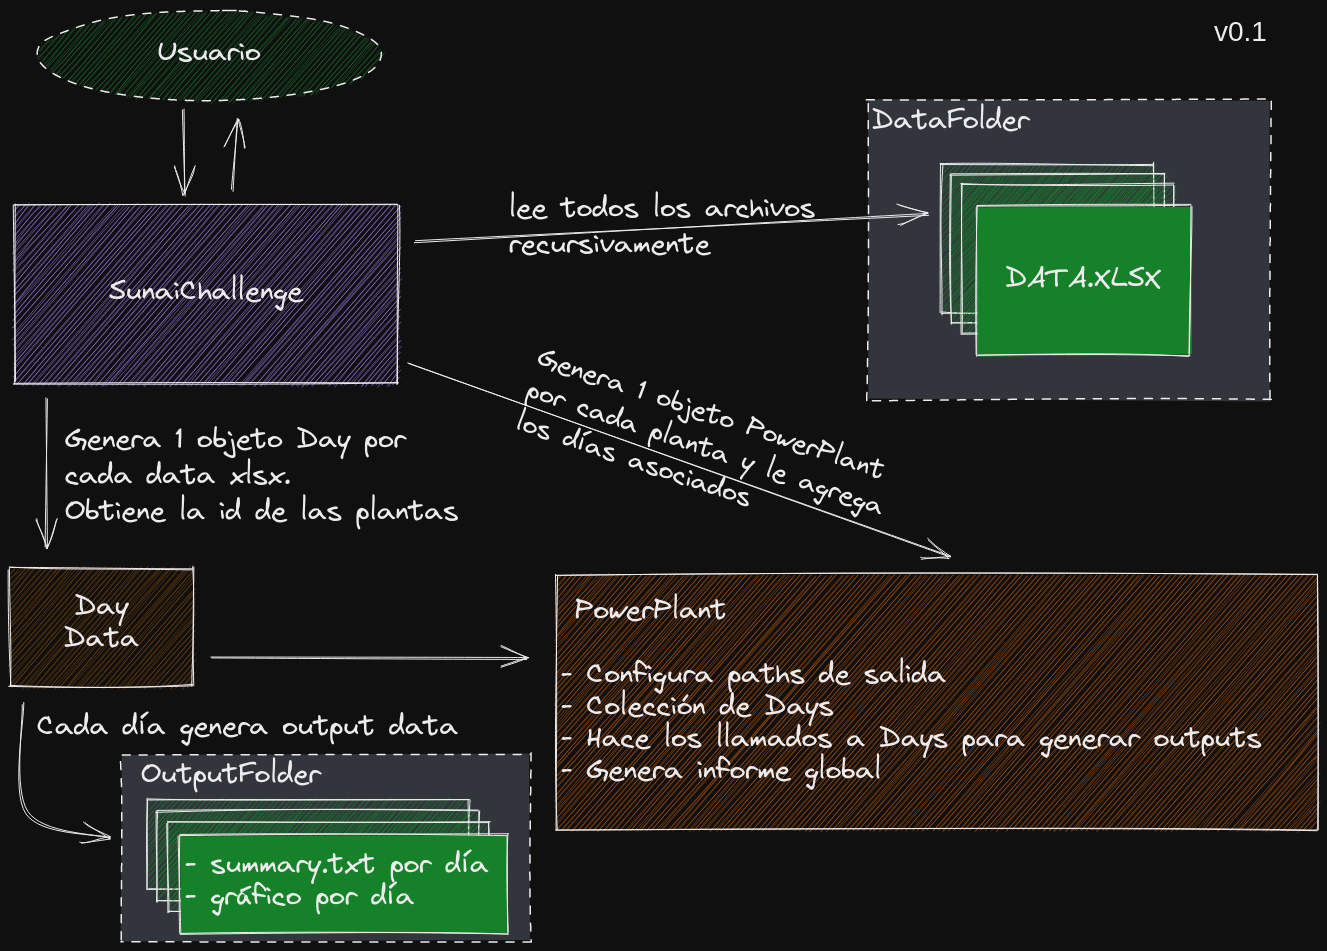 Usuario
v0.1
DataFolder
lee todos los archivos
recursivamente
DATA.XLSX
SunaiChallenge
Genera 1 objeto PowerPlant
por cada planta y le agrega
los días asociados
Genera 1 objeto Day por
cada data xlsx.
Obtiene la id de las plantas
Day
Data
PowerPlant
- Configura paths de salida
- Colección de Days
- Hace los llamados a Days para generar outputs
- Genera informe global
Cada día genera output data
OutputFolder
- summary.txt por día
- gráfico por día